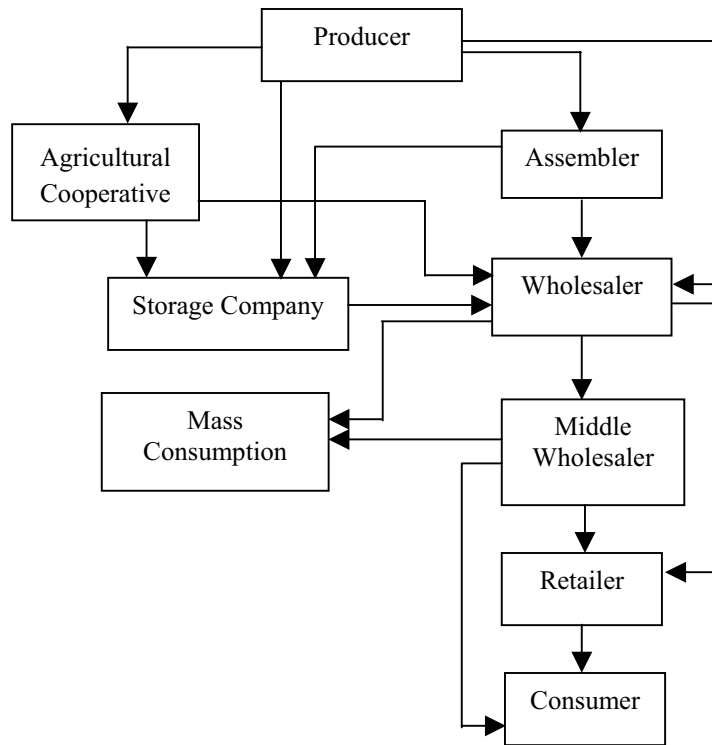 Producer
Agricultural
Cooperative
Assembler
Storage Company
Wholesaler
Mass
Consumption
Middle
Wholesaler
Retailer
Consumer